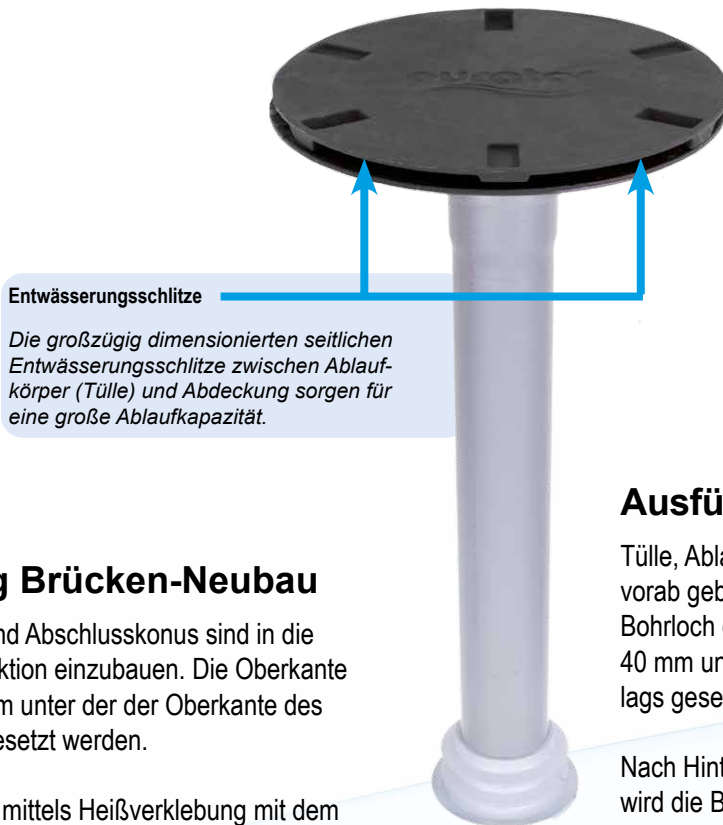 eurotec
Entwässerungsschlitze
Die großzügig dimensionierten seitlichen
Entwässerungsschlitze zwischen Ablauf-
körper (Tülle) und Abdeckung sorgen für
eine große Ablaufkapazität.
Brücken-Neubau
nd Abschlusskonus sind in die
ktion einzubauen. Die Oberkante
m unter der der Oberkante des
esetzt werden.
mittels Heißverklebung mit dem
Ausfü
Tülle, Abla
vorab geb
Bohrloch
40 mm un
lags gese
Nach Hint
wird die B